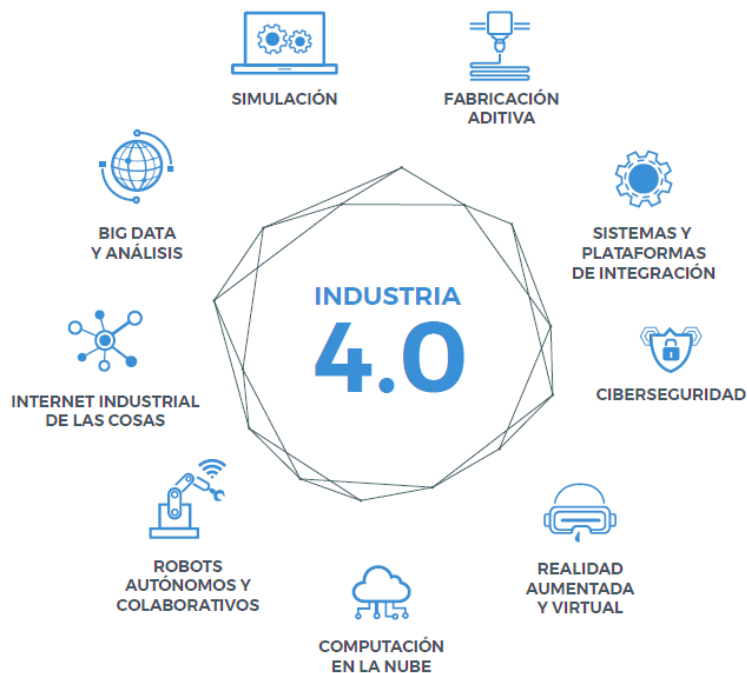 SIMULACIÓN
FABRICACIÓN
ADITIVA
BIG DATA
Y ANÁLISIS
SISTEMAS Y
PLATAFORMAS
DE INTEGRACIÓN
INDUSTRIA
4.0
INTERNET INDUSTRIAL
DE LAS COSAS
CIBERSEGURIDAD
ROBOTS
AUTÓNOMOS Y
COLABORATIVOS
REALIDAD
AUMENTADA
Y VIRTUAL
COMPUTACIÓN
EN LA NUBE